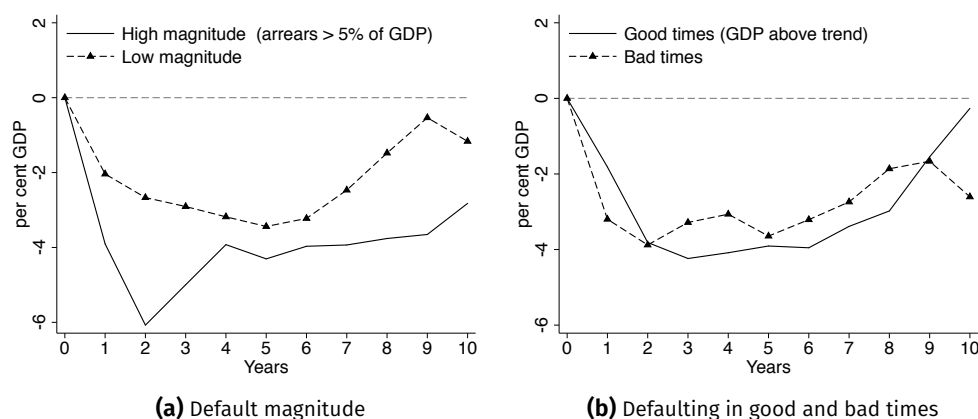 High magnitude (arrears > 5% of GDP)
Low magnitude
per cent GDP
2
0
-2
-4
-6
0 1 2 3 4 5 6 7 8 9 10
Years
(a) Default magnitude
Good times (GDP above trend)
Bad times
per cent GDP
2
0
-2
-4
-6
0 1 2 3 4 5 6 7 8 9 10
Years
(b) Defaulting in good and bad times